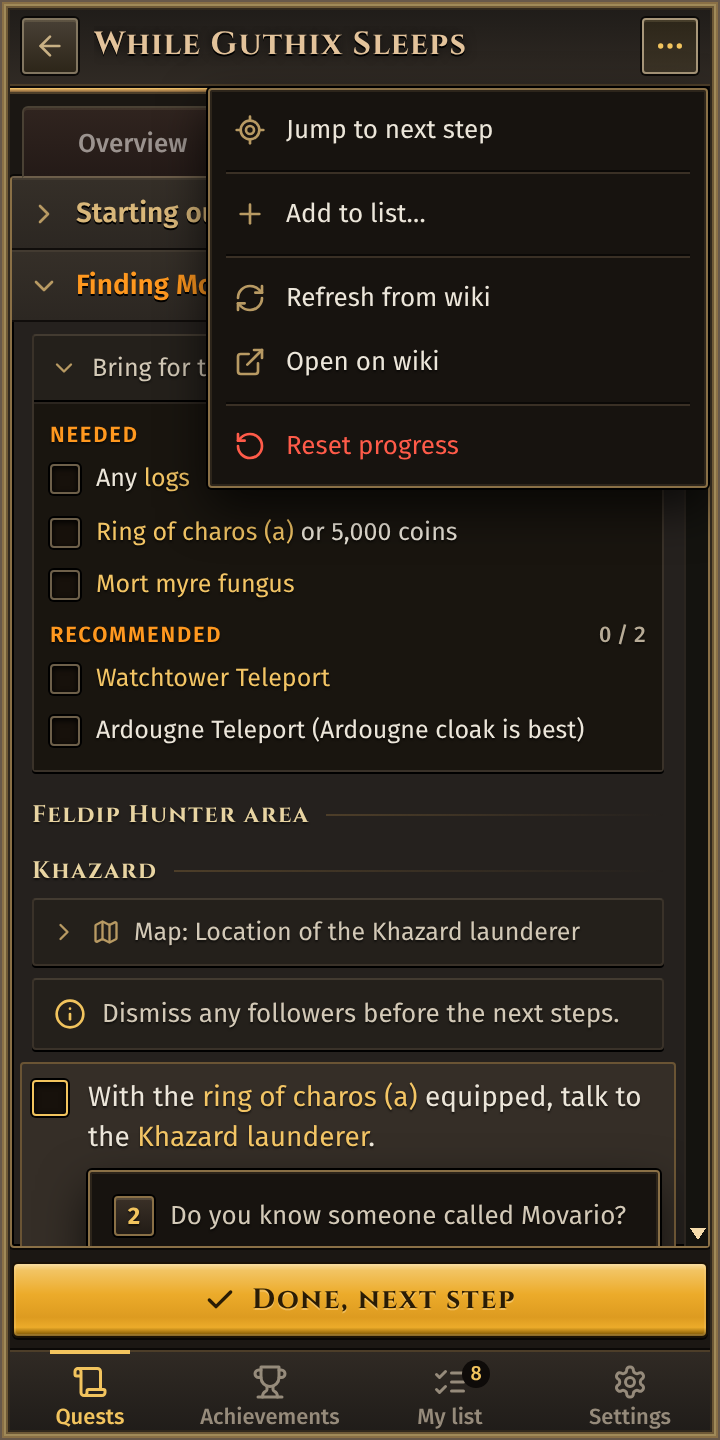 While Guthix Sleeps
Overview
Jump to next step
Add to list...
Refresh from wiki
Open on wiki
Reset progress
Starting
Finding
Bring for
NEEDED
Any logs
Ring of charos (a) or 5,000 coins
Mort myre fungus
RECOMMENDED 0 / 2
Watchtower Teleport
Ardougne Teleport (Ardougne cloak is best)
Feldip Hunter area
Khazard
Map: Location of the Khazard launderer
Dismiss any followers before the next steps.
With the ring of charos (a) equipped, talk to
the Khazard launderer.
2 Do you know someone called Movario?
Done, next step
8
Quests Achievements My list Settings